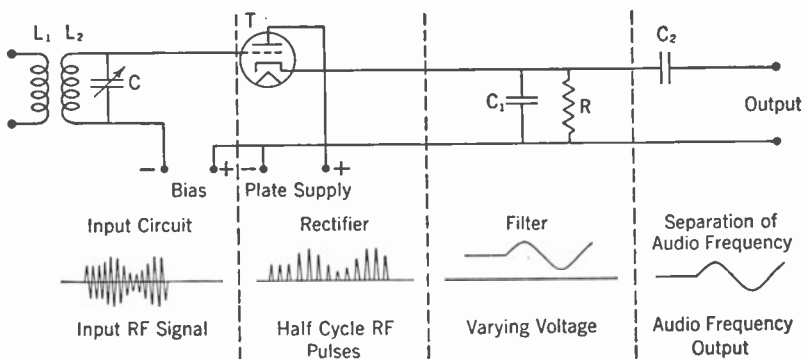 T
L₁ L₂
C₂
C
C₁
R
Output
- + - +
Bias Plate Supply
Input Circuit
Rectifier
Filter
Separation of
Audio Frequency
Input RF Signal
Half Cycle RF
Pulses
Varying Voltage
Audio Frequency
Output